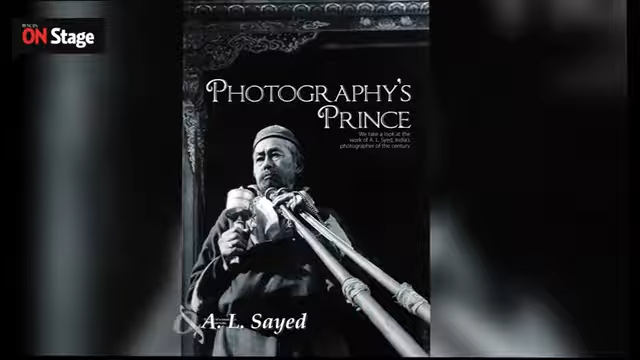 ON Stage
PHOTOGRAPHY'S
PRINCE
We take a look at the
work of A. L. Syed, India's
photographer of the century
& A. L. Sayed